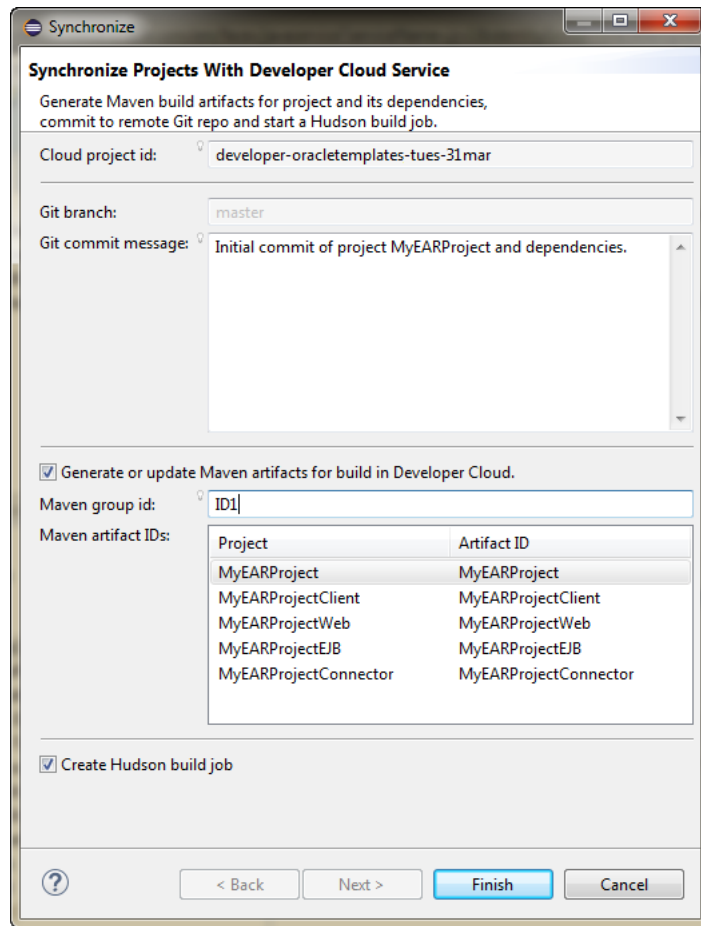 Synchronize
Synchronize Projects With Developer Cloud Service
Generate Maven build artifacts for project and its dependencies,
commit to remote Git repo and start a Hudson build job.
Cloud project id: developer-oracletemplates-tues-31mar
Git branch: master
Git commit message: Initial commit of project MyEARProject and dependencies.
Generate or update Maven artifacts for build in Developer Cloud.
Maven group id: ID1
Maven artifact IDs: Project Artifact ID
MyEARProject MyEARProject
MyEARProjectClient MyEARProjectClient
MyEARProjectWeb MyEARProjectWeb
MyEARProjectEJB MyEARProjectEJB
MyEARProjectConnector MyEARProjectConnector
Create Hudson build job
? < Back Next > Finish Cancel